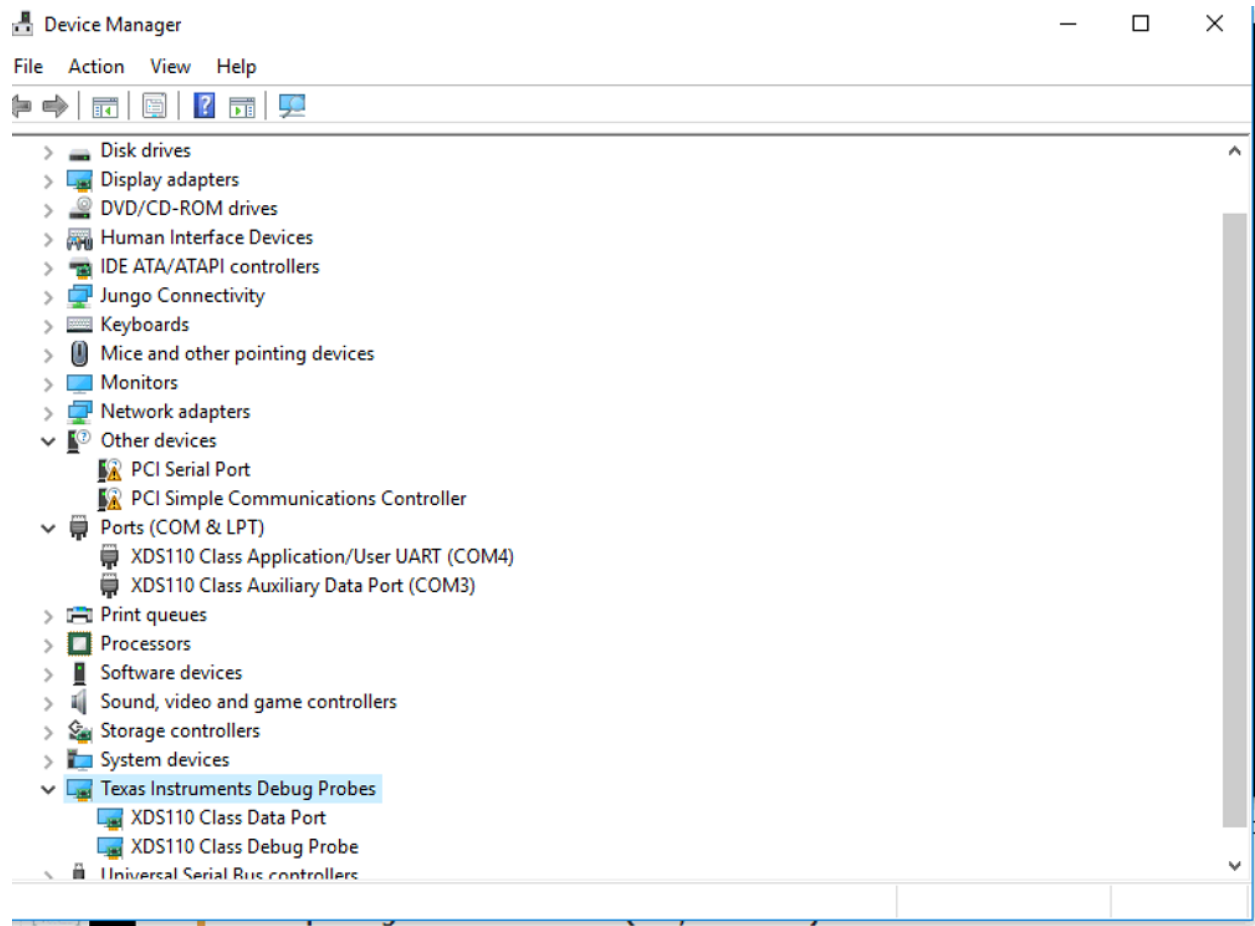 Device Manager
File Action View Help
Disk drives
Display adapters
DVD/CD-ROM drives
Human Interface Devices
IDE ATA/ATAPI controllers
Jungo Connectivity
Keyboards
Mice and other pointing devices
Monitors
Network adapters
Other devices
PCI Serial Port
PCI Simple Communications Controller
Ports (COM & LPT)
XDS110 Class Application/User UART (COM4)
XDS110 Class Auxiliary Data Port (COM3)
Print queues
Processors
Software devices
Sound, video and game controllers
Storage controllers
System devices
Texas Instruments Debug Probes
XDS110 Class Data Port
XDS110 Class Debug Probe
Universal Serial Bus controllers